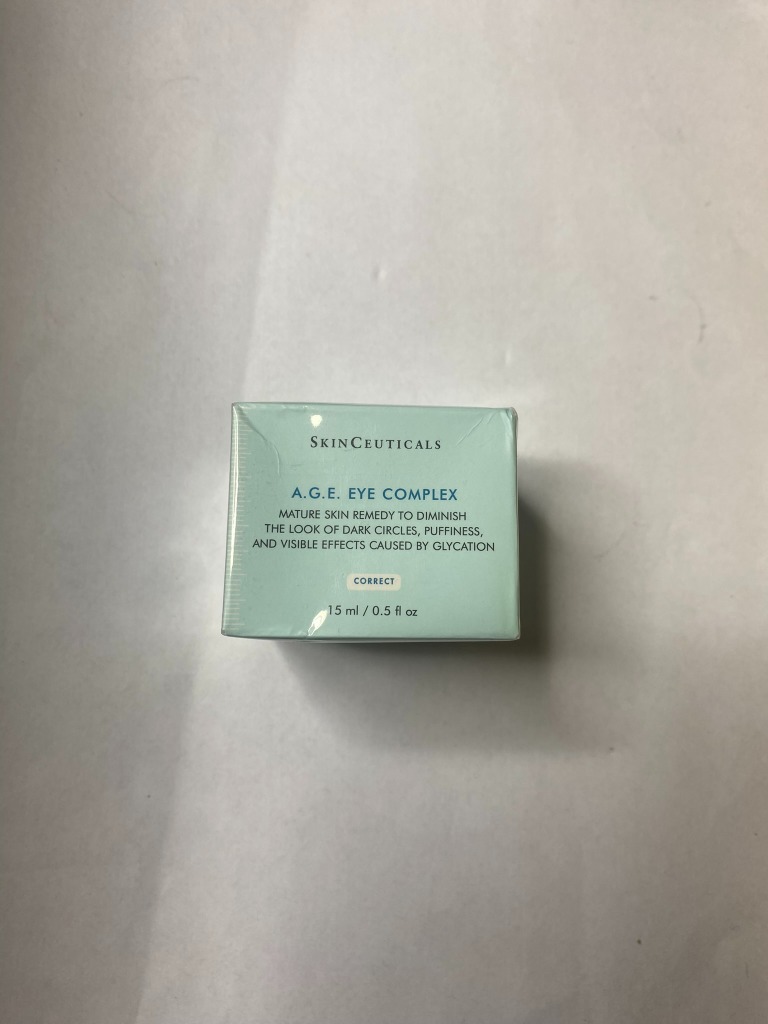 SKINCEUTICALS
A.G.E. EYE COMPLEX
MATURE SKIN REMEDY TO DIMINISH
THE LOOK OF DARK CIRCLES, PUFFINESS,
AND VISIBLE EFFECTS CAUSED BY GLYCATION
CORRECT
15 ml / 0.5 fl oz